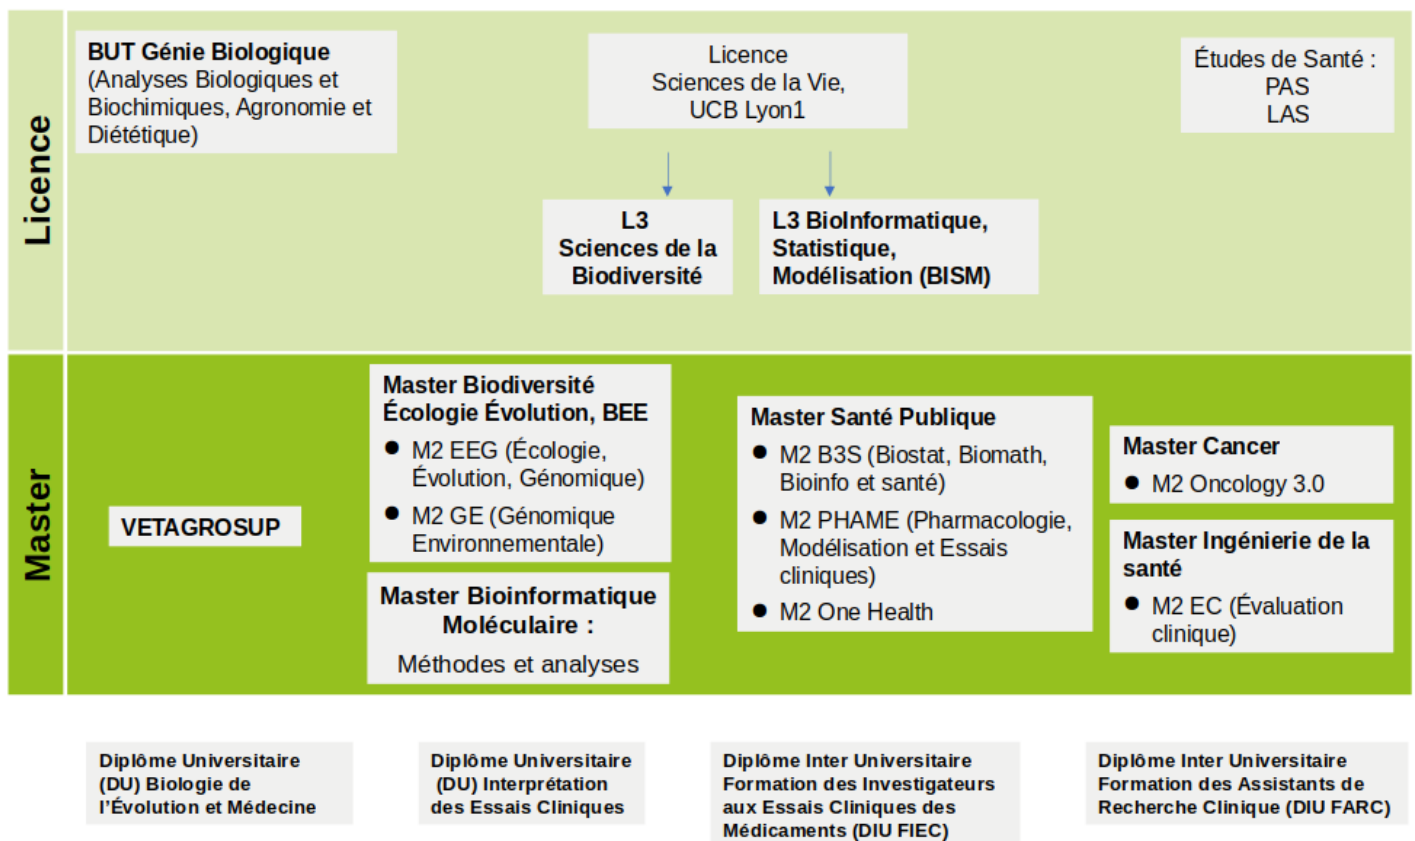 Licence
BUT Génie Biologique
(Analyses Biologiques et
Biochimiques, Agronomie et
Diététique)
Licence
Sciences de la Vie,
UCB Lyon1
Études de Santé :
PAS
LAS
L3
Sciences de la
Biodiversité
L3 BioInformatique,
Statistique,
Modélisation (BISM)
Master
VETAGROSUP
Master Biodiversité
Écologie Évolution, BEE
● M2 EEG (Écologie,
Évolution, Génomique)
● M2 GE (Génomique
Environnementale)
Master Bioinformatique
Moléculaire :
Méthodes et analyses
Master Santé Publique
● M2 B3S (Biostat, Biomath,
Bioinfo et santé)
● M2 PHAME (Pharmacologie,
Modélisation et Essais
cliniques)
● M2 One Health
Master Cancer
● M2 Oncology 3.0
Master Ingénierie de la
santé
● M2 EC (Évaluation
clinique)
Diplôme Universitaire
(DU) Biologie de
l’Évolution et Médecine
Diplôme Universitaire
(DU) Interprétation
des Essais Cliniques
Diplôme Inter Universitaire
Formation des Investigateurs
aux Essais Cliniques des
Médicaments (DIU FIEC)
Diplôme Inter Universitaire
Formation des Assistants de
Recherche Clinique (DIU FARC)